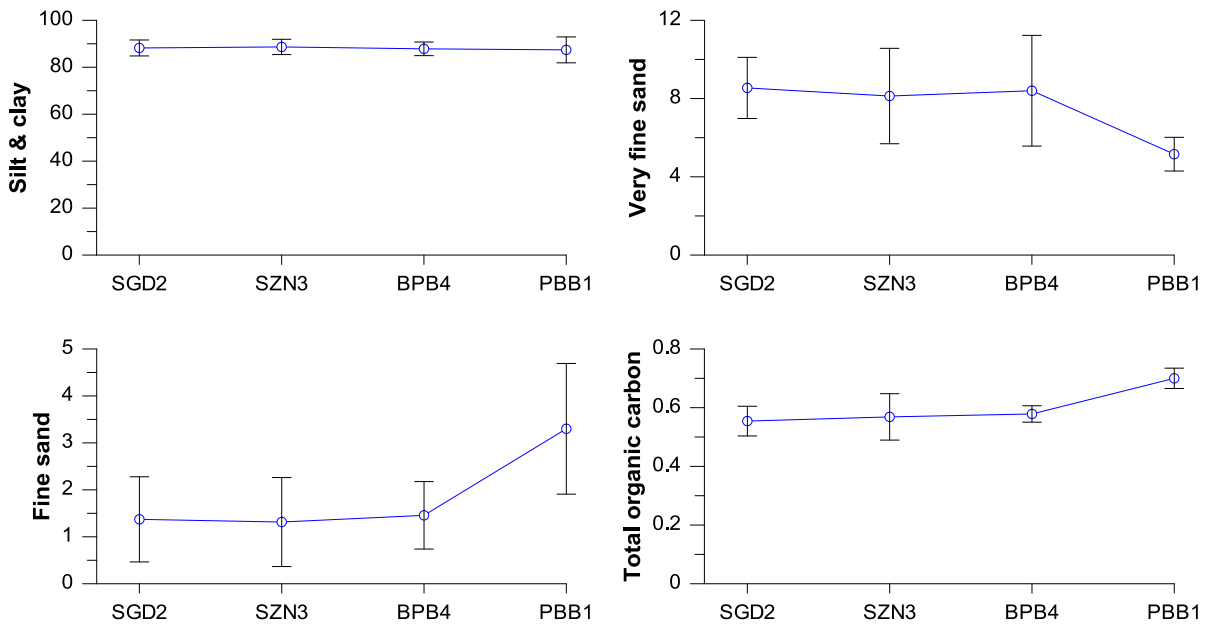 Silt & clay
100
80
60
40
20
0
SGD2 SZN3 BPB4 PBB1
Very fine sand
12
8
4
0
SGD2 SZN3 BPB4 PBB1
Fine sand
5
4
3
2
1
0
SGD2 SZN3 BPB4 PBB1
Total organic carbon
0.8
0.6
0.4
0.2
0
SGD2 SZN3 BPB4 PBB1